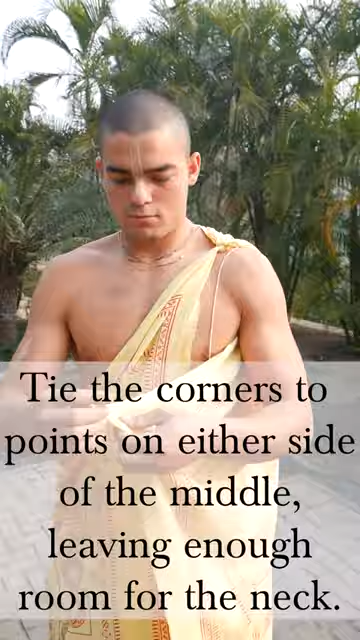 Tie the corners to
points on either side
of the middle,
leaving enough
room for the neck.